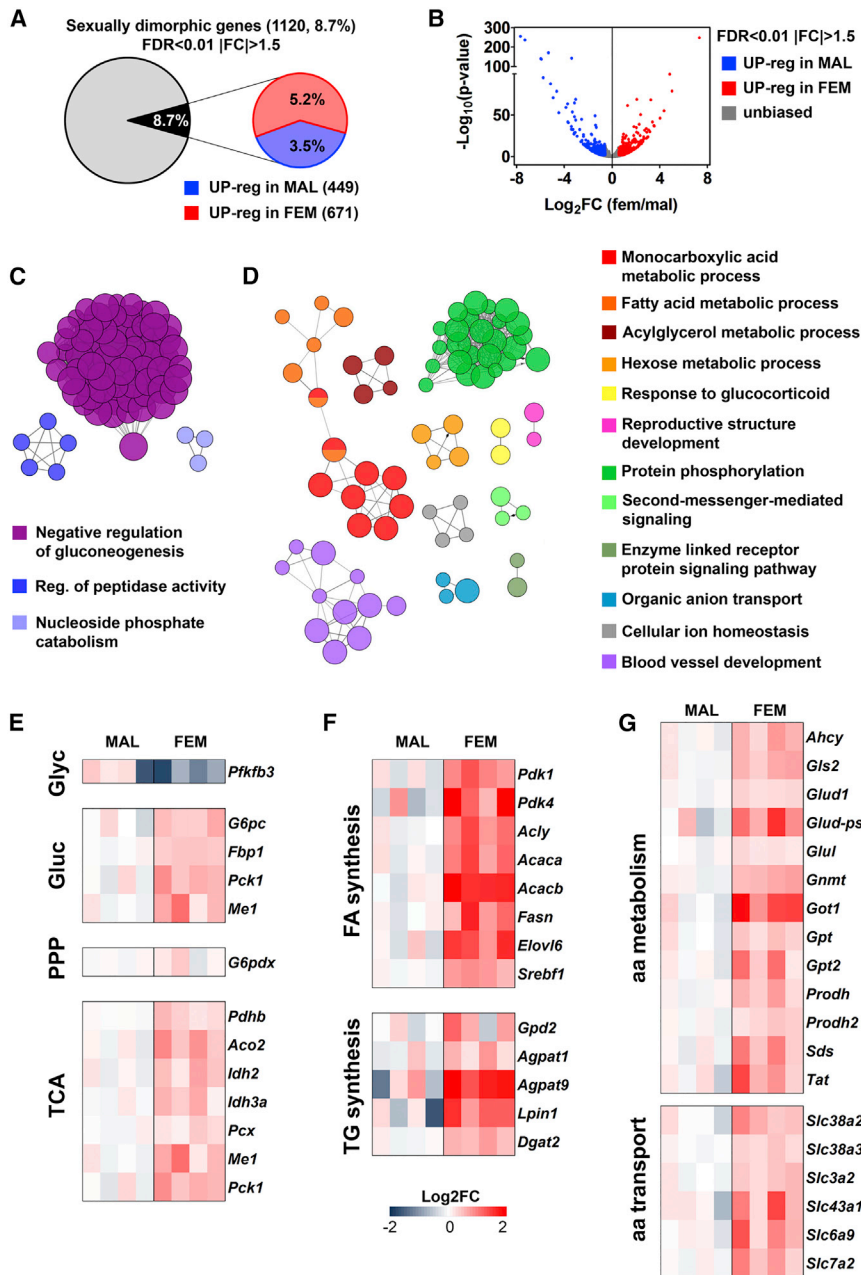 A
Sexually dimorphic genes (1120, 8.7%)
FDR<0.01 |FC|>1.5
8.7%
5.2%
3.5%
UP-reg in MAL (449)
UP-reg in FEM (671)
B
300
200
100
50
0
-Log10(p-value)
-8
-4
0
4
8
Log2FC (fem/mal)
FDR<0.01 |FC|>1.5
UP-reg in MAL
UP-reg in FEM
unbiased
C
Negative regulation
of gluconeogenesis
Reg. of peptidase activity
Nucleoside phosphate
catabolism
D
Monocarboxylic acid
metabolic process
Fatty acid metabolic process
Acylglycerol metabolic process
Hexose metabolic process
Response to glucocorticoid
Reproductive structure
development
Protein phosphorylation
Second-messenger-mediated
signaling
Enzyme linked receptor
protein signaling pathway
Organic anion transport
Cellular ion homeostasis
Blood vessel development
E
MAL FEM
Glyc
Pfkfb3
Gluc
G6pc
Fbp1
Pck1
Me1
PPP
G6pdx
TCA
Pdhb
Aco2
Idh2
Idh3a
Pcx
Me1
Pck1
F
MAL FEM
FA synthesis
Pdk1
Pdk4
Acly
Acaca
Acacb
Fasn
Elovl6
Srebf1
TG synthesis
Gpd2
Agpat1
Agpat9
Lpin1
Dgat2
Log2FC
-2 0 2
G
MAL FEM
aa metabolism
Ahcy
Gls2
Glud1
Glud-ps
Glul
Gnmt
Got1
Gpt
Gpt2
Prodh
Prodh2
Sds
Tat
aa transport
Slc38a2
Slc38a3
Slc3a2
Slc43a1
Slc6a9
Slc7a2